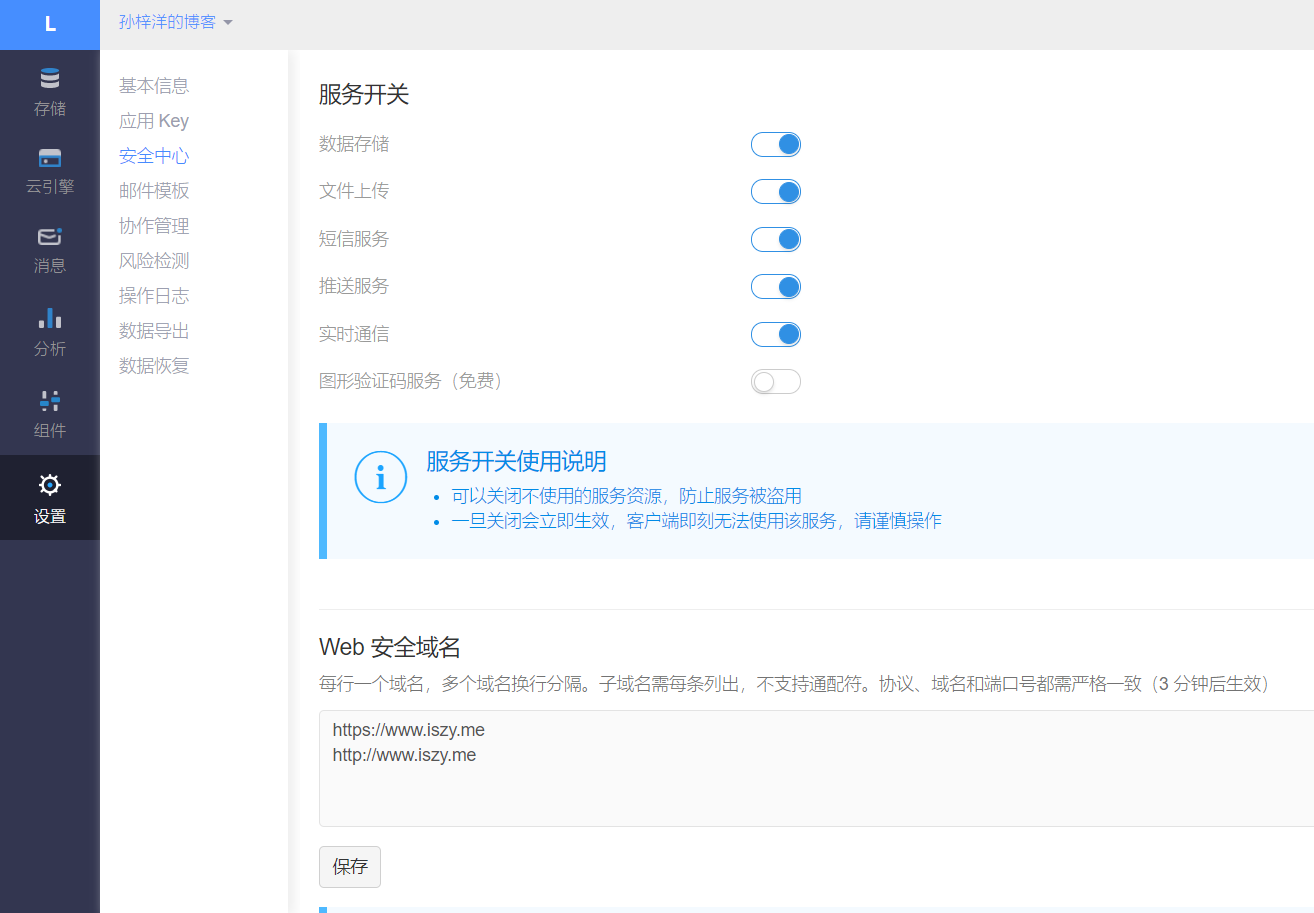 L
孙梓洋的博客
存储
云引擎
消息
分析
组件
设置
基本信息
应用 Key
安全中心
邮件模板
协作管理
风险检测
操作日志
数据导出
数据恢复
服务开关
数据存储
文件上传
短信服务
推送服务
实时通信
图形验证码服务（免费）
服务开关使用说明
可以关闭不使用的服务资源，防止服务被盗用
一旦关闭会立即生效，客户端即刻无法使用该服务，请谨慎操作
Web 安全域名
每行一个域名，多个域名换行分隔。子域名需每条列出，不支持通配符。协议、域名和端口号都需严格一致（3 分钟后生效）
https://www.iszy.me
http://www.iszy.me
保存